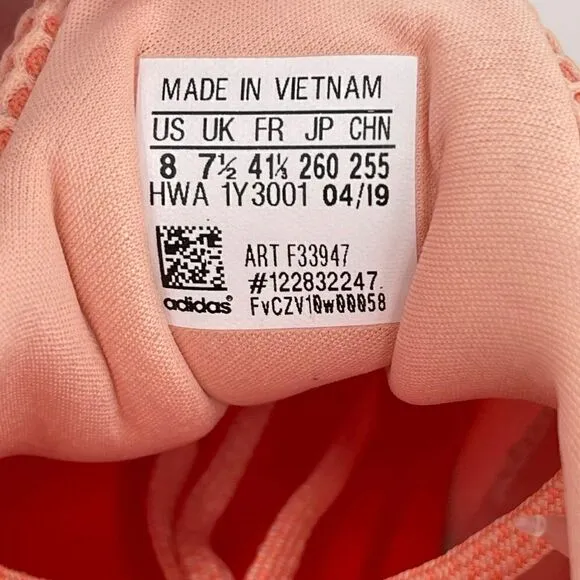 MADE IN VIETNAM
US UK FR JP CHN
8 7½ 41⅓ 260 255
HWA 1Y3001 04/19
ART F33947
#122832247
adidas® FvCZV10w00058